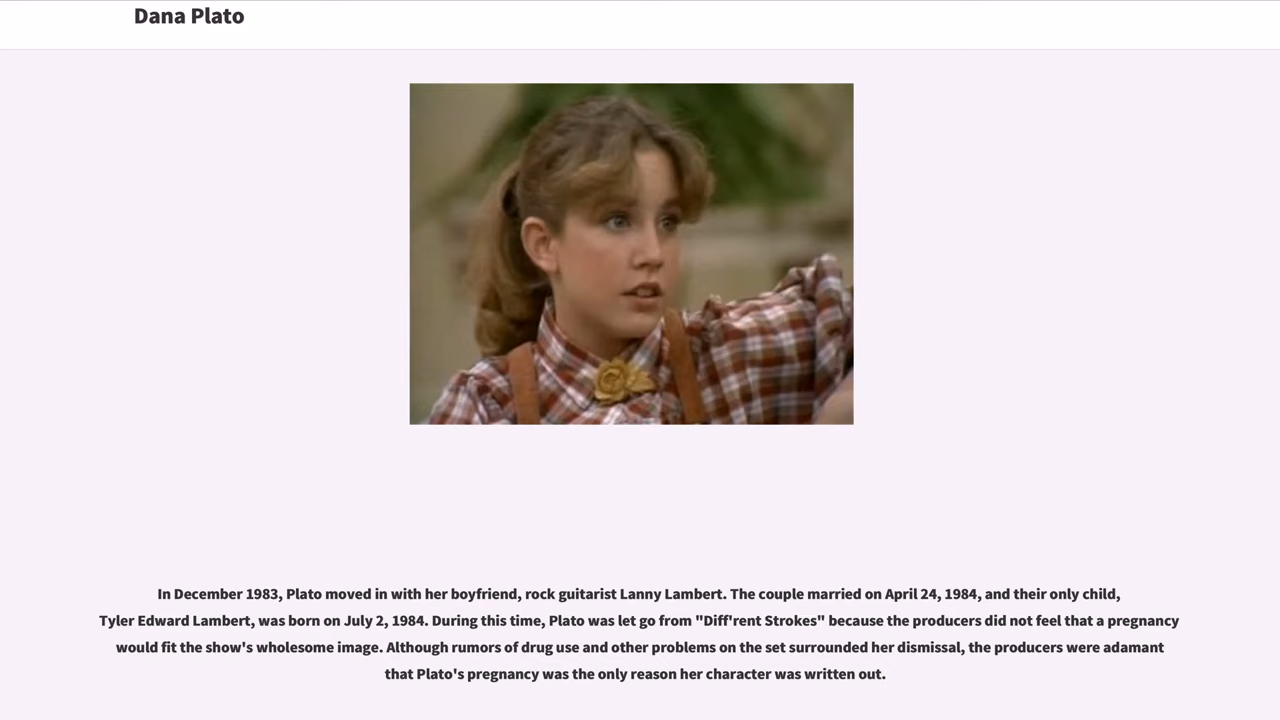 Dana Plato
In December 1983, Plato moved in with her boyfriend, rock guitarist Lanny Lambert. The couple married on April 24, 1984, and their only child,
Tyler Edward Lambert, was born on July 2, 1984. During this time, Plato was let go from "Diff'rent Strokes" because the producers did not feel that a pregnancy
would fit the show's wholesome image. Although rumors of drug use and other problems on the set surrounded her dismissal, the producers were adamant
that Plato's pregnancy was the only reason her character was written out.